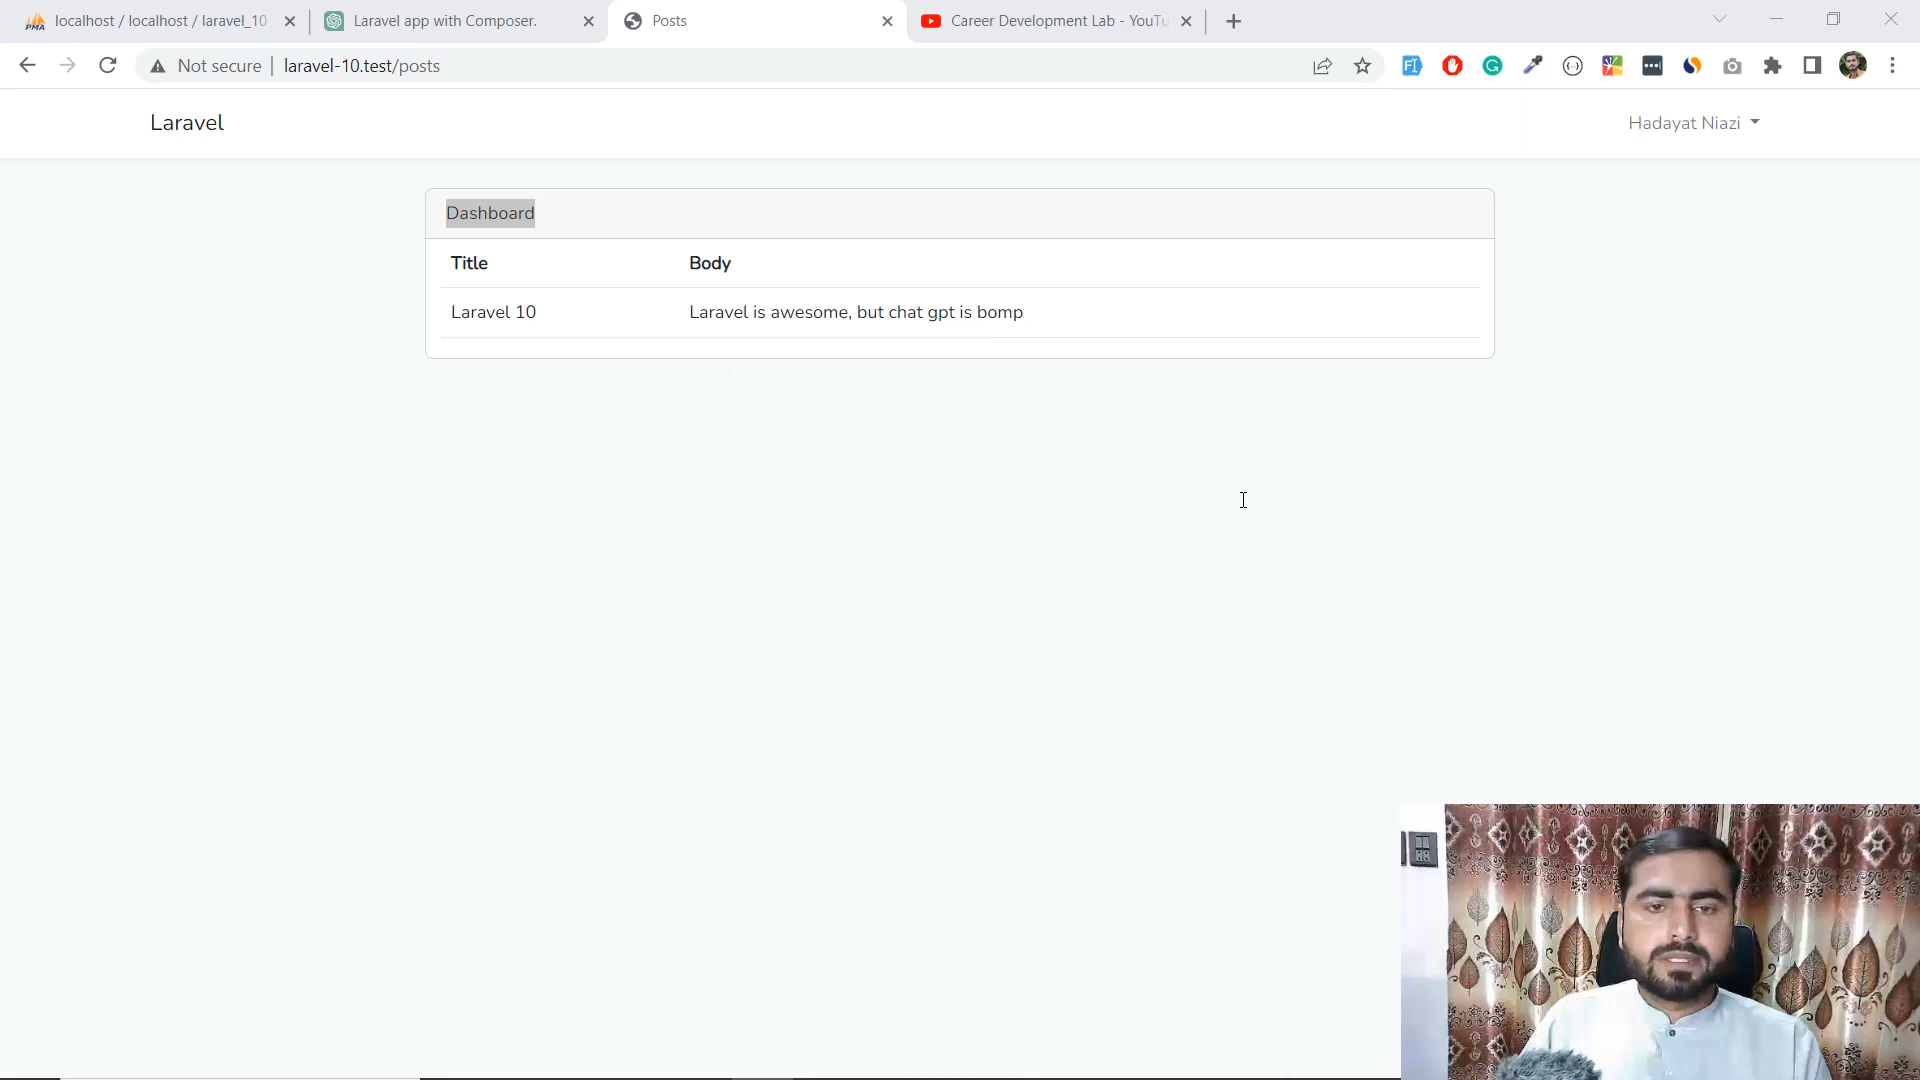 localhost / localhost / laravel_10
Laravel app with Composer.
Posts
Career Development Lab - YouTu
Not secure
laravel-10.test/posts
Laravel
Hadayat Niazi
Dashboard
Title Body
Laravel 10 Laravel is awesome, but chat gpt is bomp